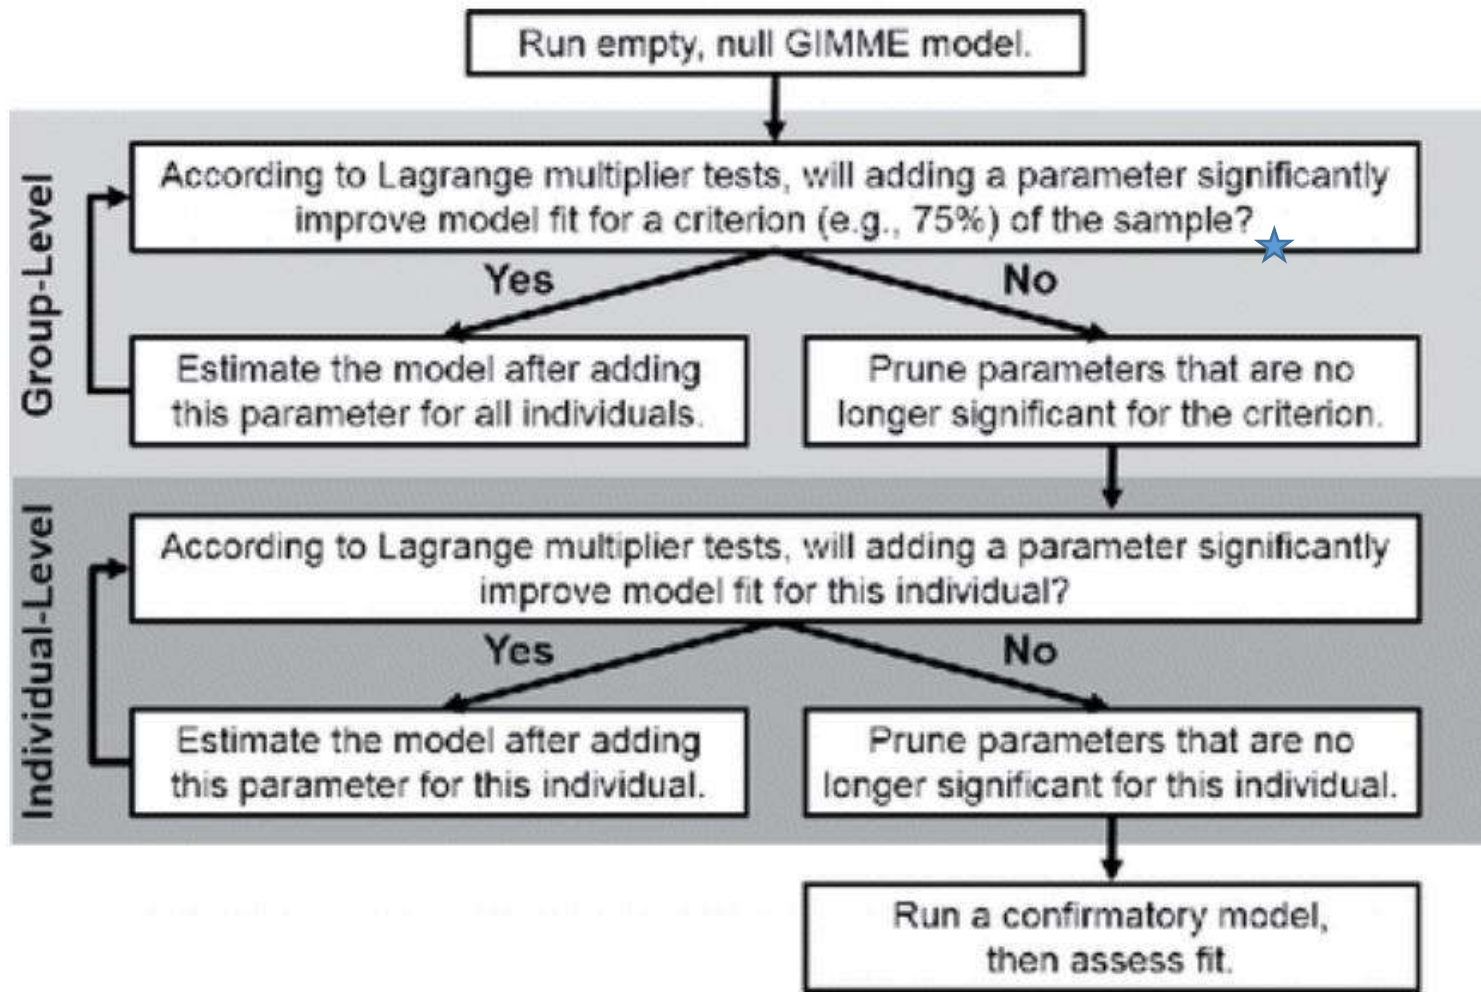 Run empty, null GIMME model.
Group-Level
According to Lagrange multiplier tests, will adding a parameter significantly
improve model fit for a criterion (e.g., 75%) of the sample?
Yes
No
Estimate the model after adding
this parameter for all individuals.
Prune parameters that are no
longer significant for the criterion.
Individual-Level
According to Lagrange multiplier tests, will adding a parameter significantly
improve model fit for this individual?
Yes
No
Estimate the model after adding
this parameter for this individual.
Prune parameters that are no
longer significant for this individual.
Run a confirmatory model,
then assess fit.